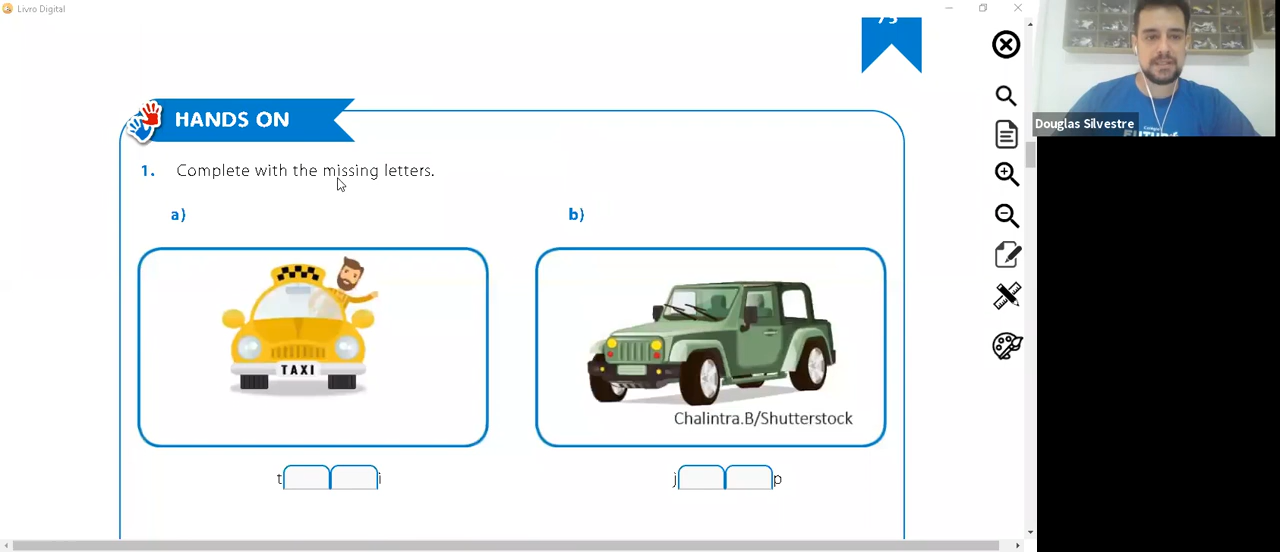 Livro Digital
HANDS ON
1. Complete with the missing letters.
a)
b)
TAXI
Chalintra.B/Shutterstock
t i
j p
Douglas Silvestre